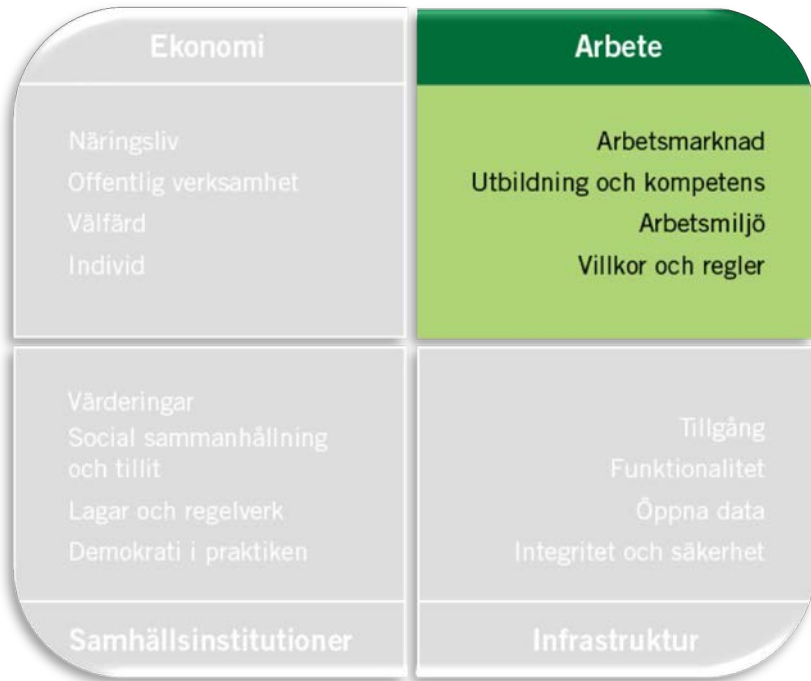 Ekonomi
Näringsliv
Offentlig verksamhet
Välfärd
Individ
Arbete
Arbetsmarknad
Utbildning och kompetens
Arbetsmiljö
Villkor och regler
Värderingar
Social sammanhållning
och tillit
Lagar och regelverk
Demokrati i praktiken
Samhällsinstitutioner
Tillgång
Funktionalitet
Öppna data
Integritet och säkerhet
Infrastruktur